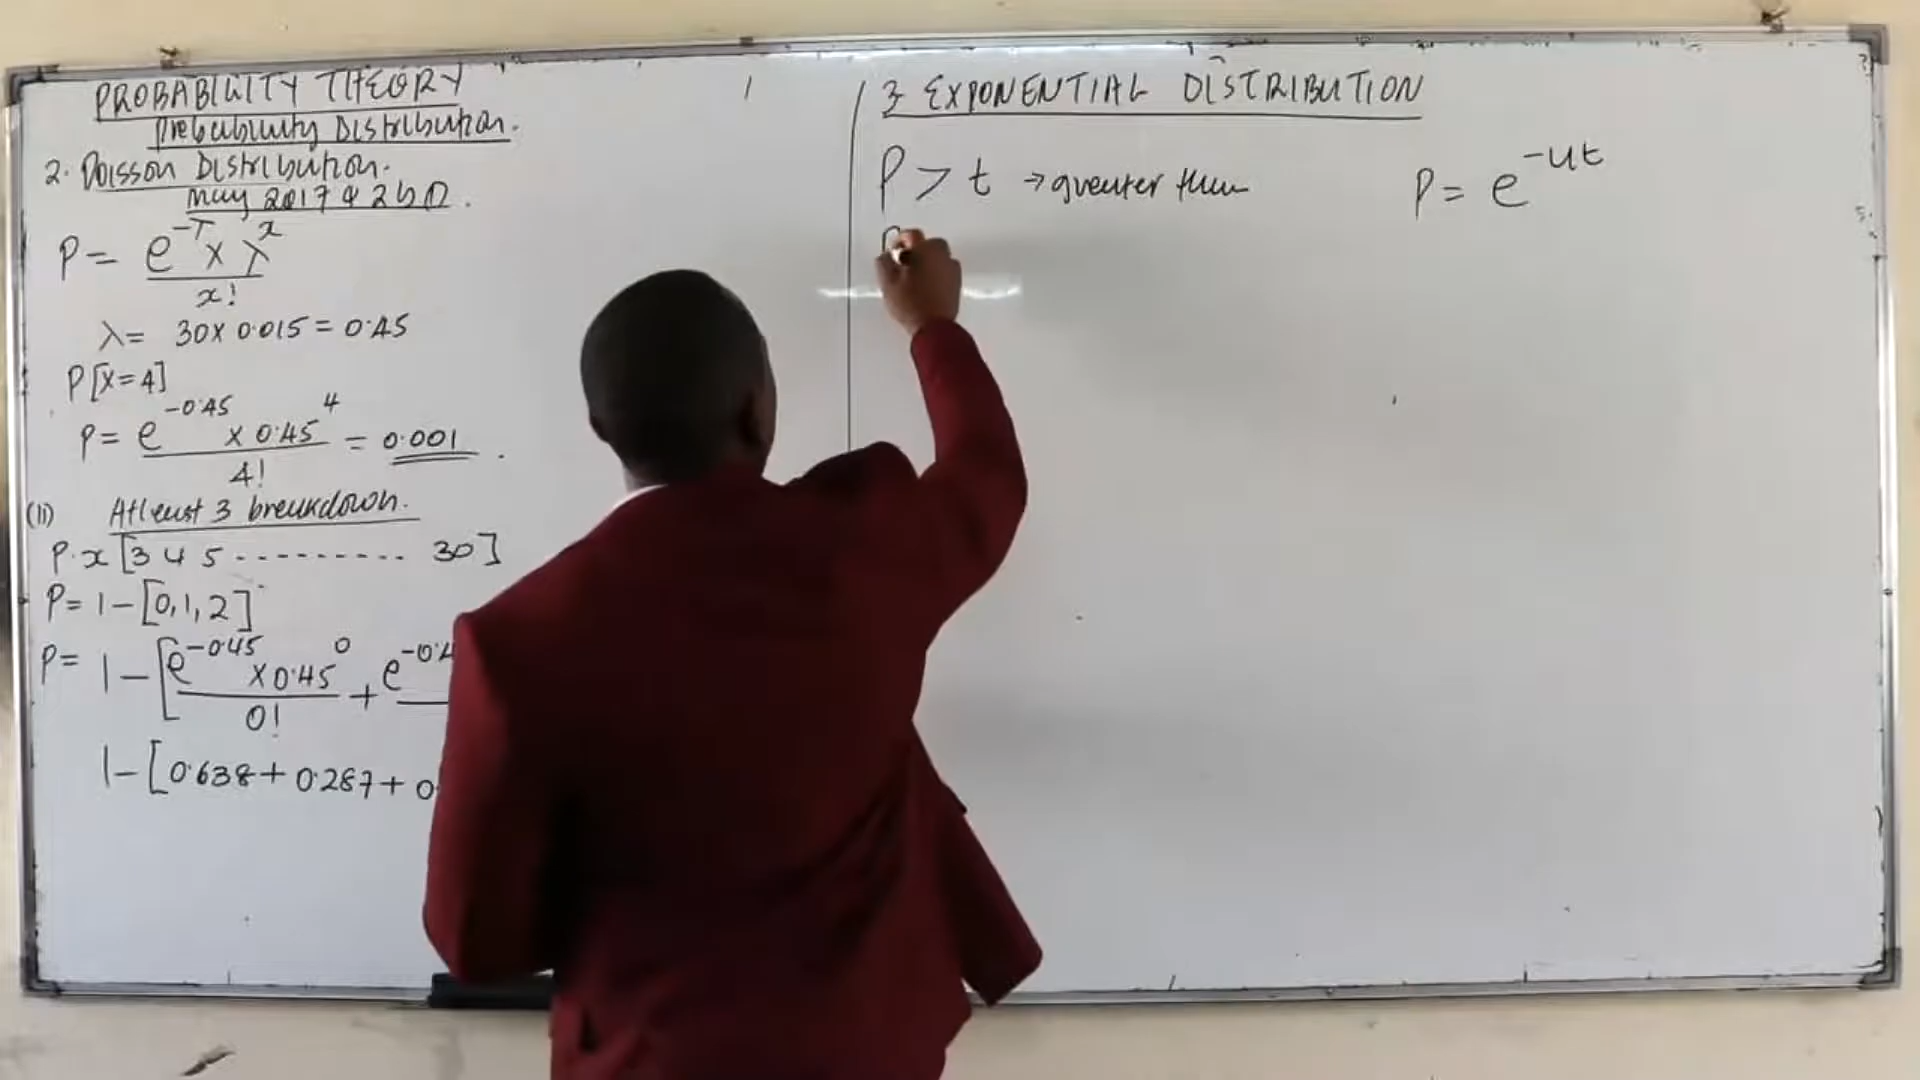 PROBABILITY THEORY
Probability Distribution.
2. Poisson Distribution.
May 2017 Q 2b (i).
P = e^-λ x λ^x
x!
λ = 30 x 0.015 = 0.45
P[X=4]
P = e^-0.45 x 0.45^4 = 0.001.
4!
(ii) Atleast 3 breakdown.
P.x [3 4 5 ---------- 30]
P = 1 - [0,1,2]
P = 1 - [e^-0.45 x 0.45^0 + e^-0.4
0!
1 - [0.638 + 0.287 + 0.
3 EXPONENTIAL DISTRIBUTION
P > t → greater than P = e^-ut
P